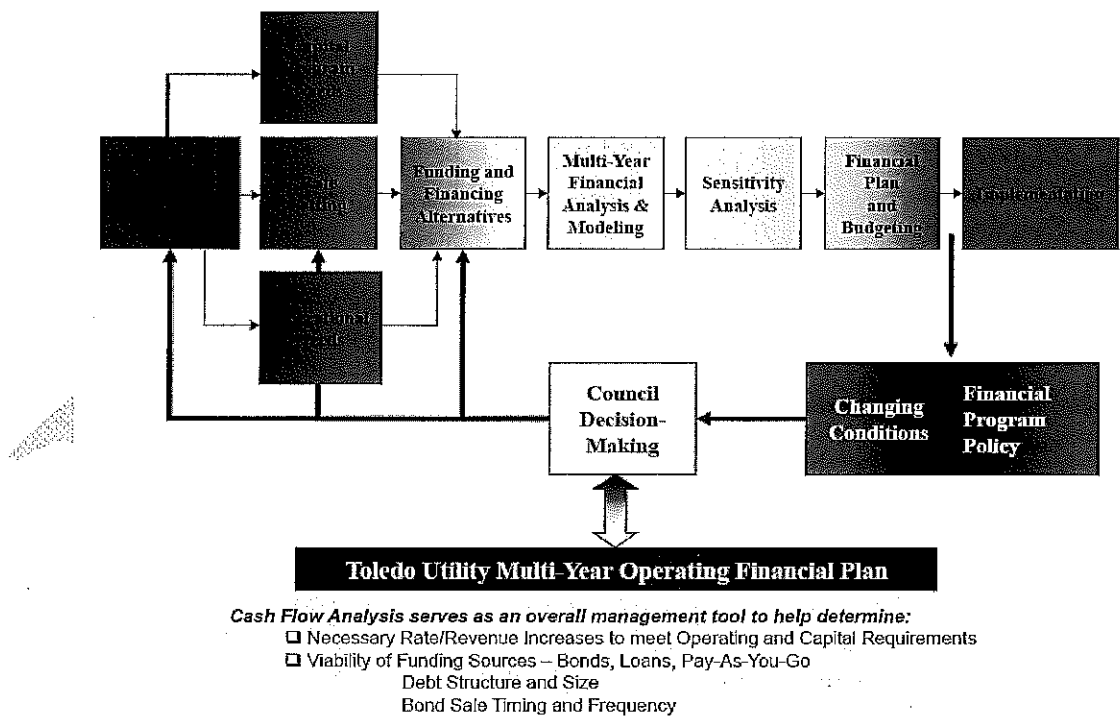 Funding and
Financing
Alternatives
Multi-Year
Financial
Analysis &
Modeling
Sensitivity
Analysis
Financial
Plan
and
Budgeting
Council
Decision-
Making
Changing
Conditions
Financial
Program
Policy
Toledo Utility Multi-Year Operating Financial Plan
Cash Flow Analysis serves as an overall management tool to help determine:
❑ Necessary Rate/Revenue Increases to meet Operating and Capital Requirements
❑ Viability of Funding Sources – Bonds, Loans, Pay-As-You-Go
Debt Structure and Size
Bond Sale Timing and Frequency